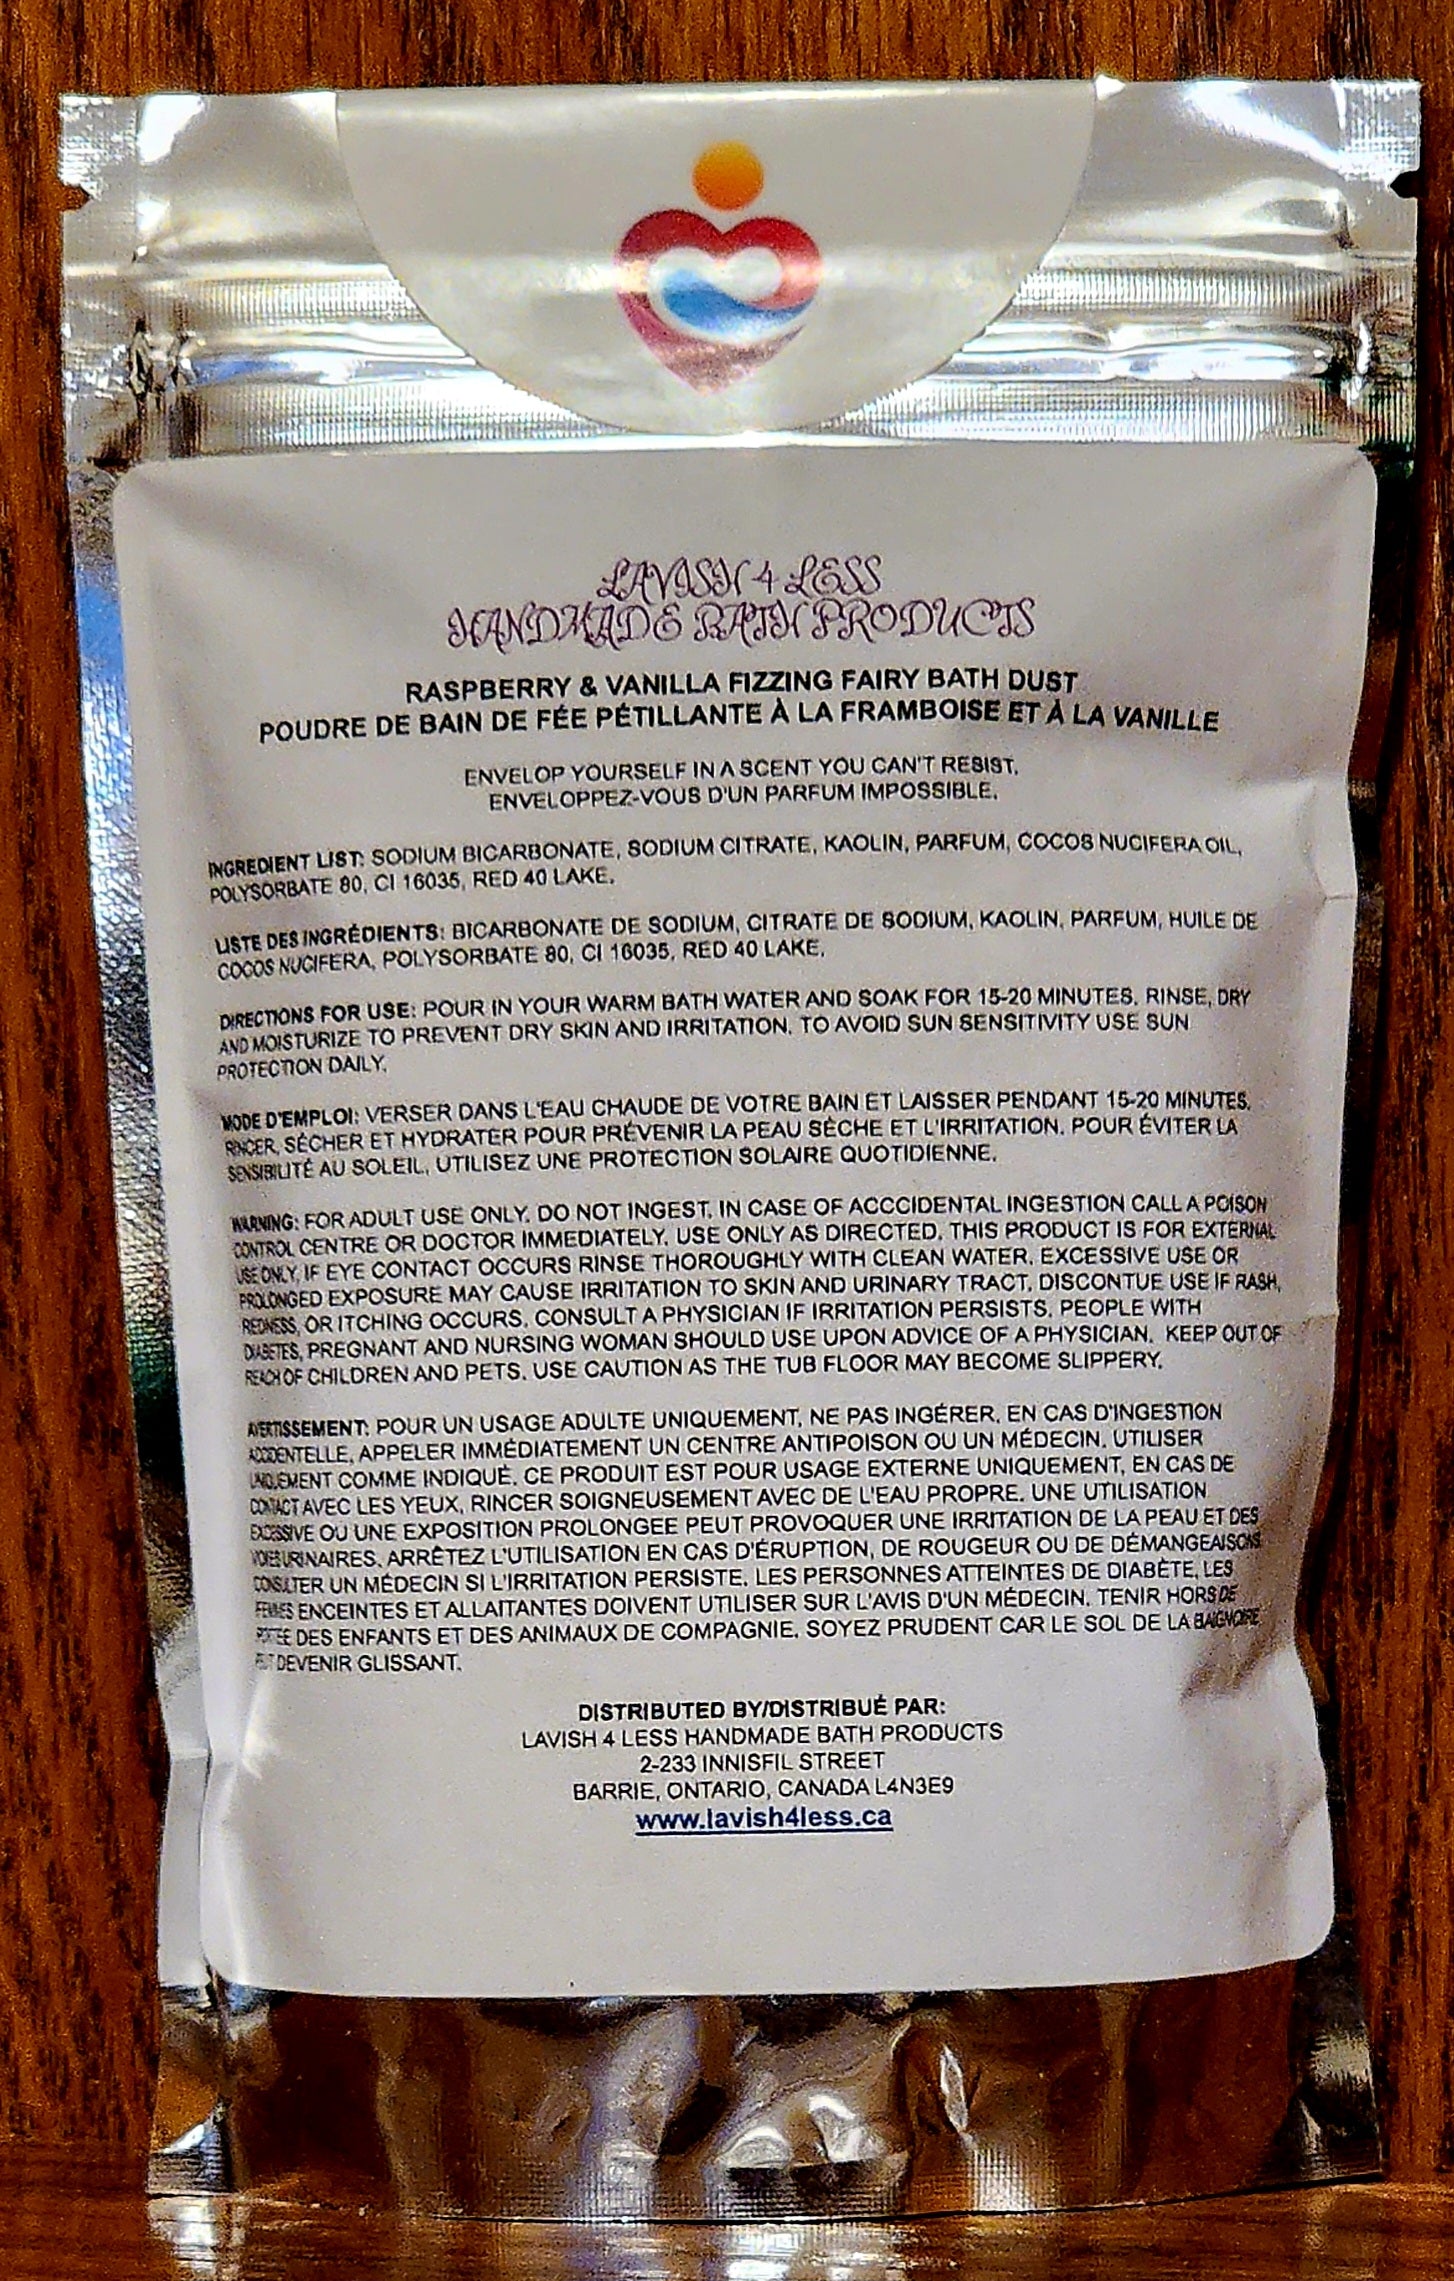 LAVISH 4 LESS
HANDMADE BATH PRODUCTS
RASPBERRY & VANILLA FIZZING FAIRY BATH DUST
POUDRE DE BAIN DE FÉE PÉTILLANTE À LA FRAMBOISE ET À LA VANILLE
ENVELOP YOURSELF IN A SCENT YOU CAN'T RESIST.
ENVELOPPEZ-VOUS D'UN PARFUM IMPOSSIBLE.
INGREDIENT LIST: SODIUM BICARBONATE, SODIUM CITRATE, KAOLIN, PARFUM, COCOS NUCIFERA OIL,
POLYSORBATE 80, CI 16035, RED 40 LAKE.
LISTE DES INGRÉDIENTS: BICARBONATE DE SODIUM, CITRATE DE SODIUM, KAOLIN, PARFUM, HUILE DE
COCOS NUCIFERA, POLYSORBATE 80, CI 16035, RED 40 LAKE.
DIRECTIONS FOR USE: POUR IN YOUR WARM BATH WATER AND SOAK FOR 15-20 MINUTES. RINSE, DRY
AND MOISTURIZE TO PREVENT DRY SKIN AND IRRITATION. TO AVOID SUN SENSITIVITY USE SUN
PROTECTION DAILY.
MODE D'EMPLOI: VERSER DANS L'EAU CHAUDE DE VOTRE BAIN ET LAISSER PENDANT 15-20 MINUTES.
RINCER, SÉCHER ET HYDRATER POUR PRÉVENIR LA PEAU SÈCHE ET L'IRRITATION. POUR ÉVITER LA
SENSIBILITÉ AU SOLEIL, UTILISEZ UNE PROTECTION SOLAIRE QUOTIDIENNE.
WARNING: FOR ADULT USE ONLY. DO NOT INGEST. IN CASE OF ACCCIDENTAL INGESTION CALL A POISON
CONTROL CENTRE OR DOCTOR IMMEDIATELY. USE ONLY AS DIRECTED. THIS PRODUCT IS FOR EXTERNAL
USE ONLY. IF EYE CONTACT OCCURS RINSE THOROUGHLY WITH CLEAN WATER. EXCESSIVE USE OR
PROLONGED EXPOSURE MAY CAUSE IRRITATION TO SKIN AND URINARY TRACT. DISCONTUE USE IF RASH,
REDNESS, OR ITCHING OCCURS. CONSULT A PHYSICIAN IF IRRITATION PERSISTS. PEOPLE WITH
DIABETES, PREGNANT AND NURSING WOMAN SHOULD USE UPON ADVICE OF A PHYSICIAN. KEEP OUT OF
REACH OF CHILDREN AND PETS. USE CAUTION AS THE TUB FLOOR MAY BECOME SLIPPERY.
AVERTISSEMENT: POUR UN USAGE ADULTE UNIQUEMENT. NE PAS INGÉRER. EN CAS D'INGESTION
ACCIDENTELLE, APPELER IMMÉDIATEMENT UN CENTRE ANTIPOISON OU UN MÉDECIN. UTILISER
UNIQUEMENT COMME INDIQUÉ. CE PRODUIT EST POUR USAGE EXTERNE UNIQUEMENT. EN CAS DE
CONTACT AVEC LES YEUX, RINCER SOIGNEUSEMENT AVEC DE L'EAU PROPRE. UNE UTILISATION
EXCESSIVE OU UNE EXPOSITION PROLONGEE PEUT PROVOQUER UNE IRRITATION DE LA PEAU ET DES
VOIES URINAIRES. ARRÊTEZ L'UTILISATION EN CAS D'ÉRUPTION, DE ROUGEUR OU DE DÉMANGEAISONS.
CONSULTER UN MÉDECIN SI L'IRRITATION PERSISTE. LES PERSONNES ATTEINTES DE DIABÈTE, LES
FEMMES ENCEINTES ET ALLAITANTES DOIVENT UTILISER SUR L'AVIS D'UN MÉDECIN. TENIR HORS DE
PORTÉE DES ENFANTS ET DES ANIMAUX DE COMPAGNIE. SOYEZ PRUDENT CAR LE SOL DE LA BAIGNOIRE
DEVENIR GLISSANT.
DISTRIBUTED BY/DISTRIBUÉ PAR:
LAVISH 4 LESS HANDMADE BATH PRODUCTS
2-233 INNISFIL STREET
BARRIE, ONTARIO, CANADA L4N3E9
www.lavish4less.ca